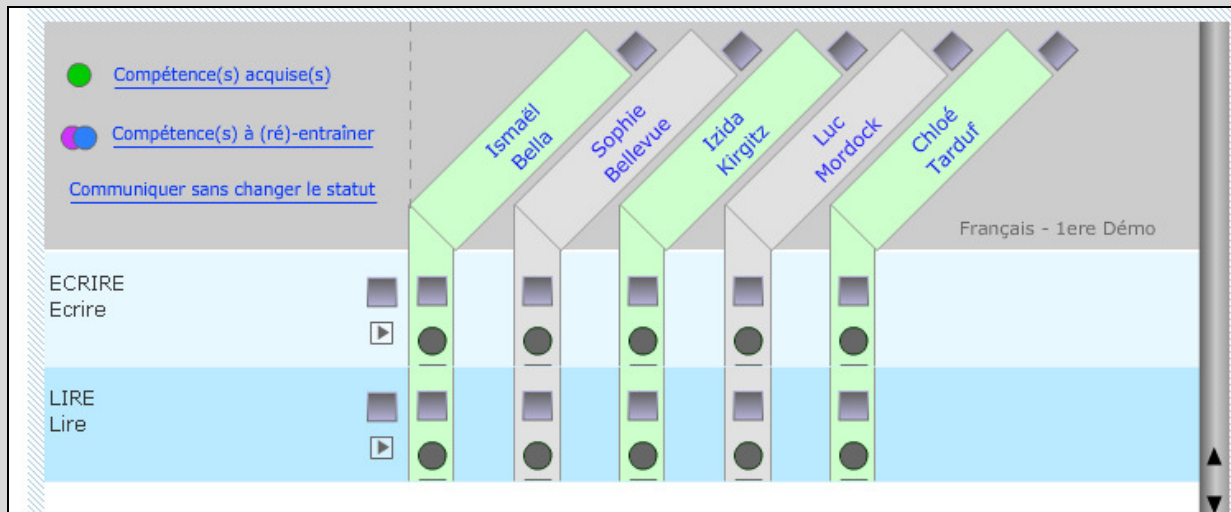 Compétence(s) acquise(s)
Compétence(s) à (ré)-entraîner
Communiquer sans changer le statut
Ismaël
Bella
Sophie
Bellevue
Izida
Kirgitz
Luc
Mordock
Chloé
Tarduf
Français - 1ere Démo
ECRIRE
Ecrire
LIRE
Lire